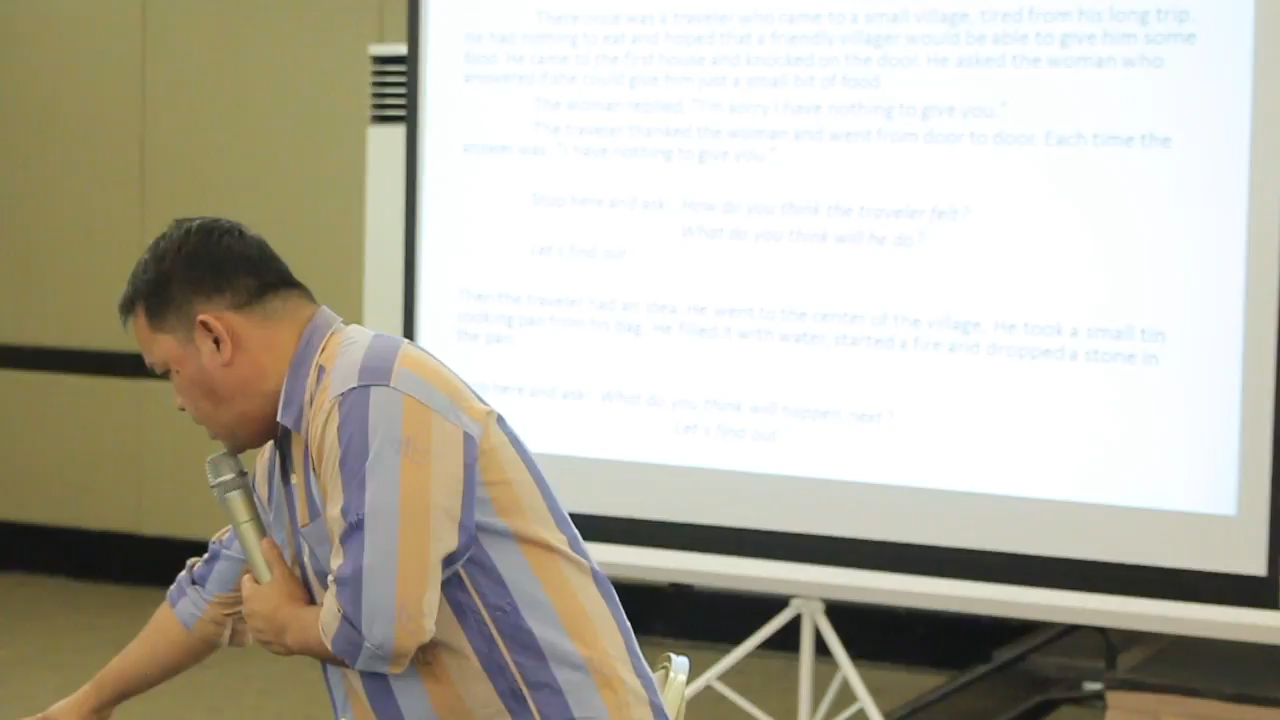 There once was a traveler who came to a small village, tired from his long trip.
He had nothing to eat and hoped that a friendly villager would be able to give him some
food. He came to the first house and knocked on the door. He asked the woman who
answered if she could give him just a small bit of food.
The woman replied, "I'm sorry I have nothing to give you."
The traveler thanked the woman and went from door to door. Each time the
answer was, "I have nothing to give you."
Stop here and ask: How do you think the traveler felt?
What do you think will he do?
Let's find out
Then the traveler had an idea. He went to the center of the village. He took a small tin
cooking pan from his bag. He filled it with water, started a fire and dropped a stone in
the pan.
here and ask: What do you think will happen next?
Let's find out